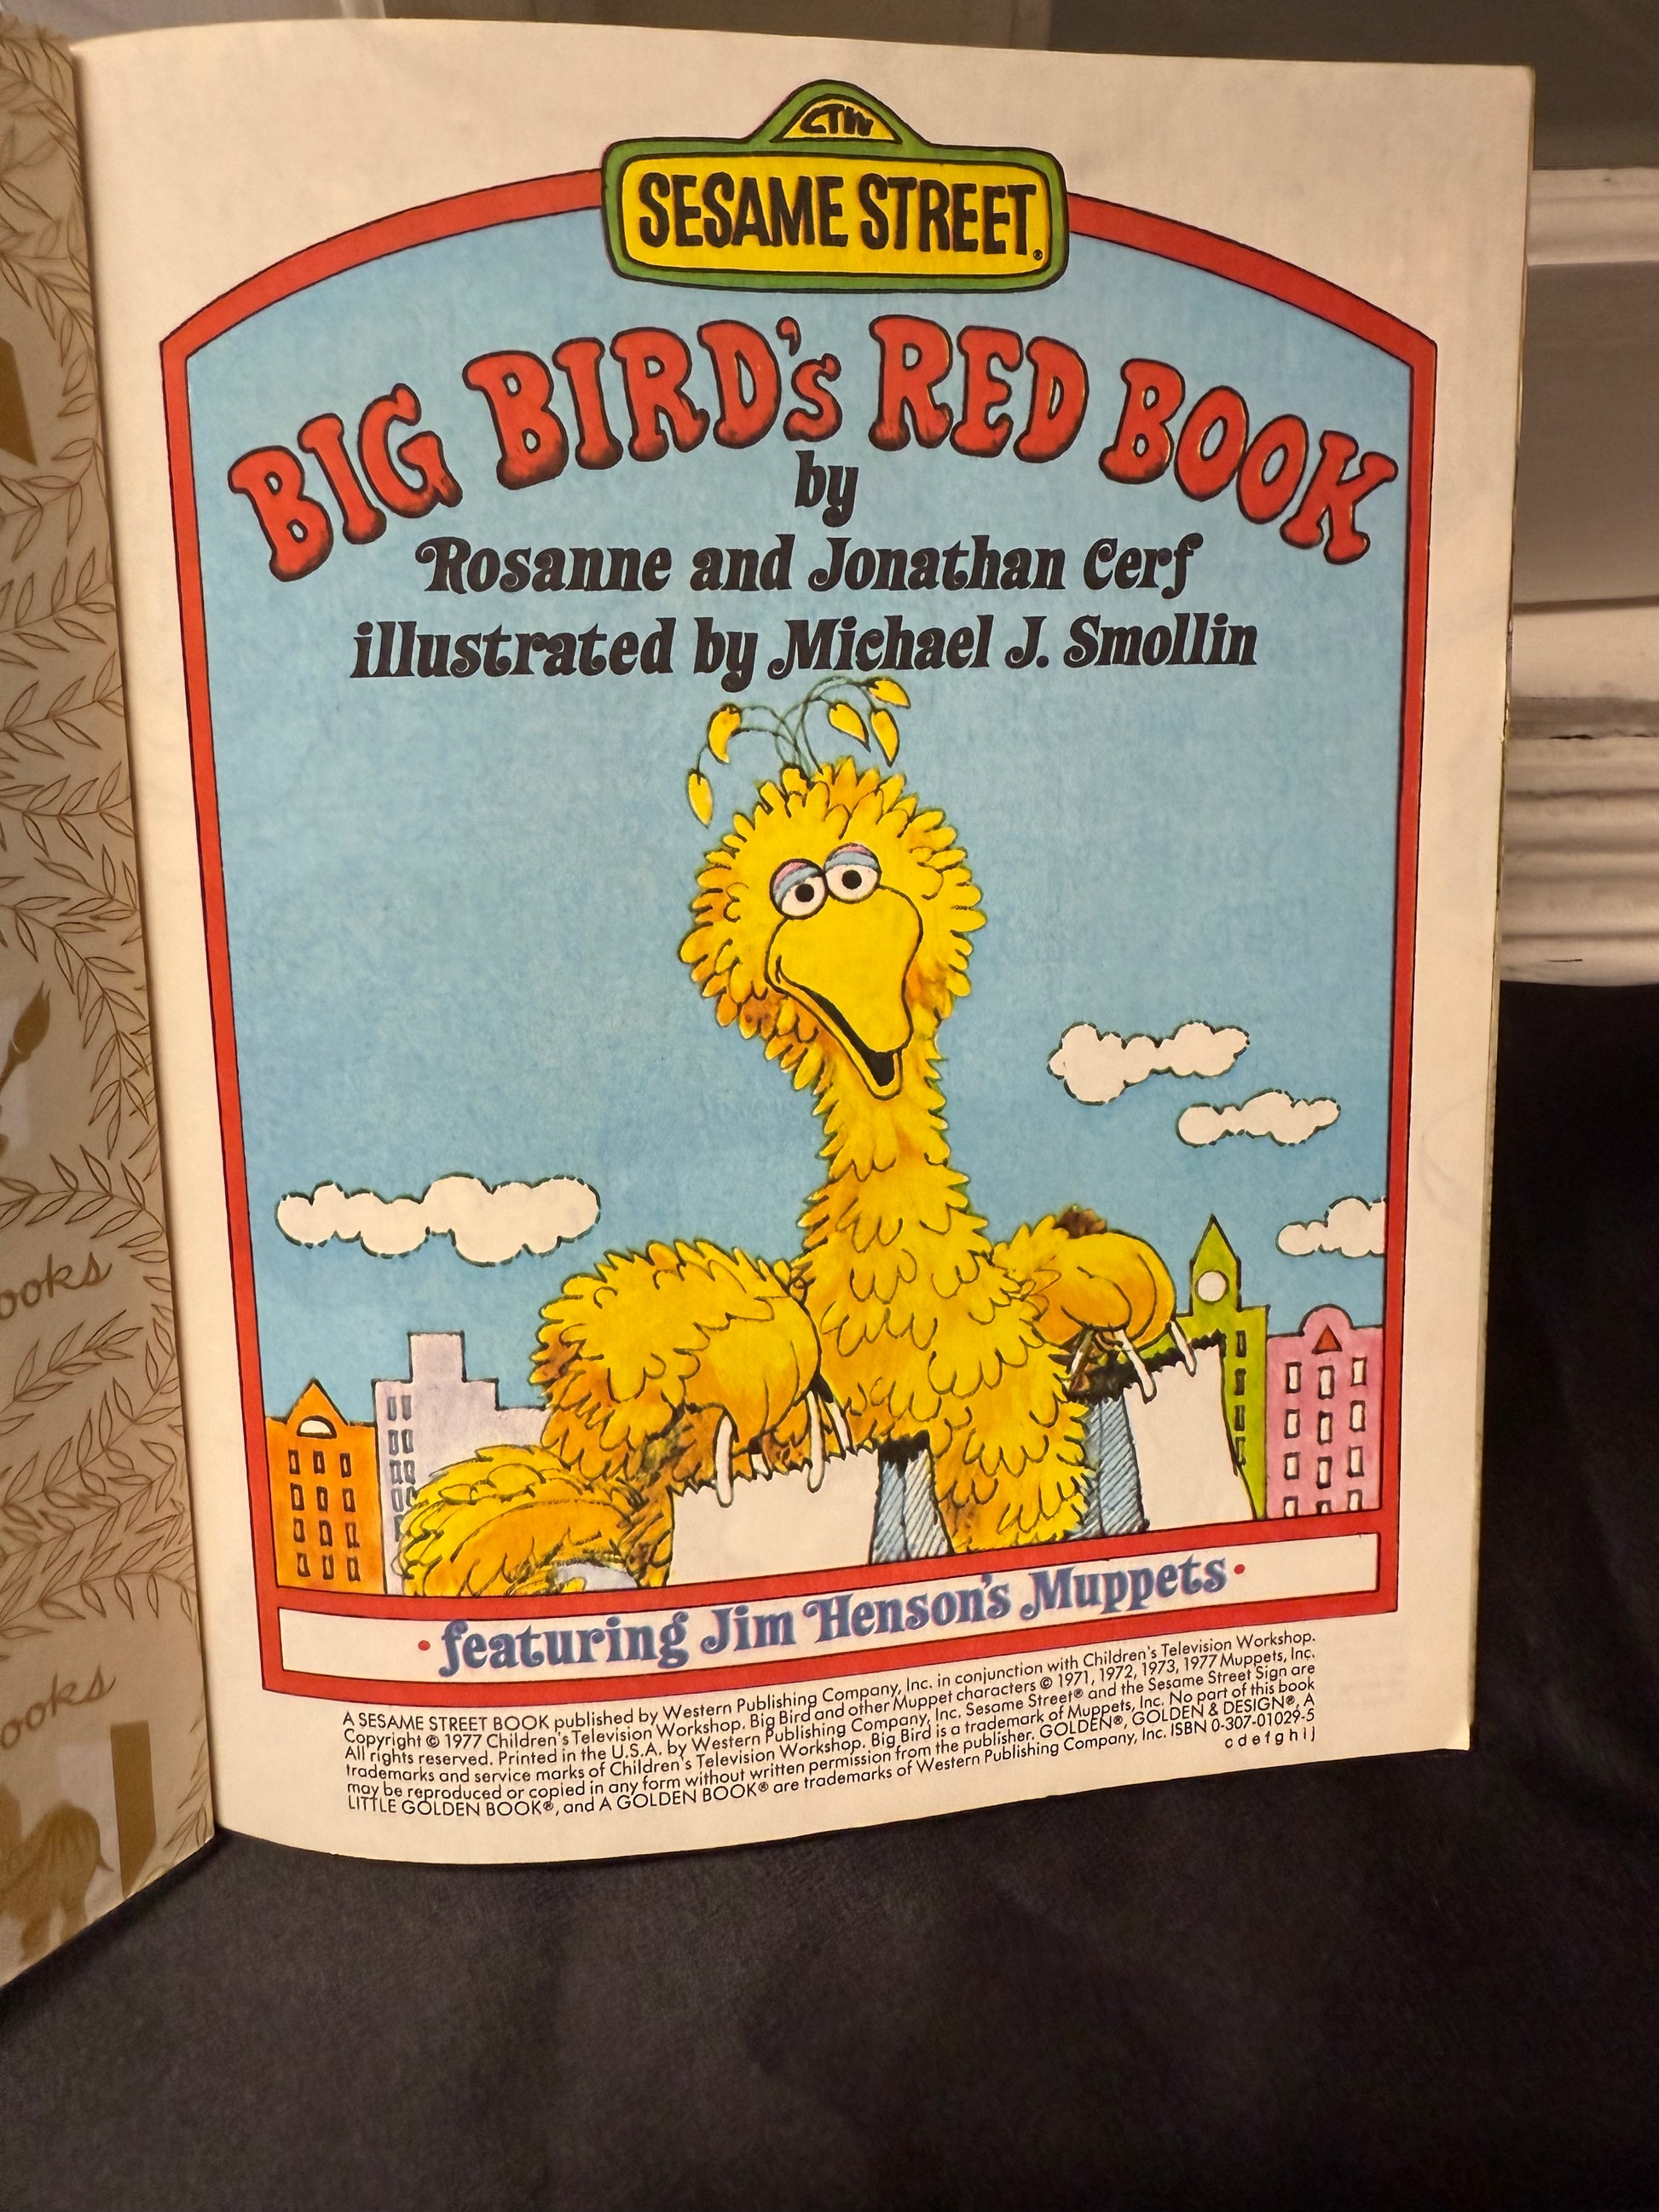 CTW
SESAME STREET®
BIG BIRD's RED BOOK
by
Rosanne and Jonathan Cerf
illustrated by Michael J. Smollin
• featuring Jim Henson's Muppets •
A SESAME STREET BOOK published by Western Publishing Company, Inc. in conjunction with Children's Television Workshop.
Copyright © 1977 Children's Television Workshop. Big Bird and other Muppet characters © 1971, 1972, 1973, 1977 Muppets, Inc.
All rights reserved. Printed in the U.S.A. by Western Publishing Company, Inc. Sesame Street® and the Sesame Street Sign are
trademarks and service marks of Children's Television Workshop. Big Bird is a trademark of Muppets, Inc. No part of this book
may be reproduced or copied in any form without written permission from the publisher. GOLDEN®, GOLDEN & DESIGN®, A
LITTLE GOLDEN BOOK®, and A GOLDEN BOOK® are trademarks of Western Publishing Company, Inc. ISBN 0-307-01029-5
c d e f g h i j
ooks
ooks